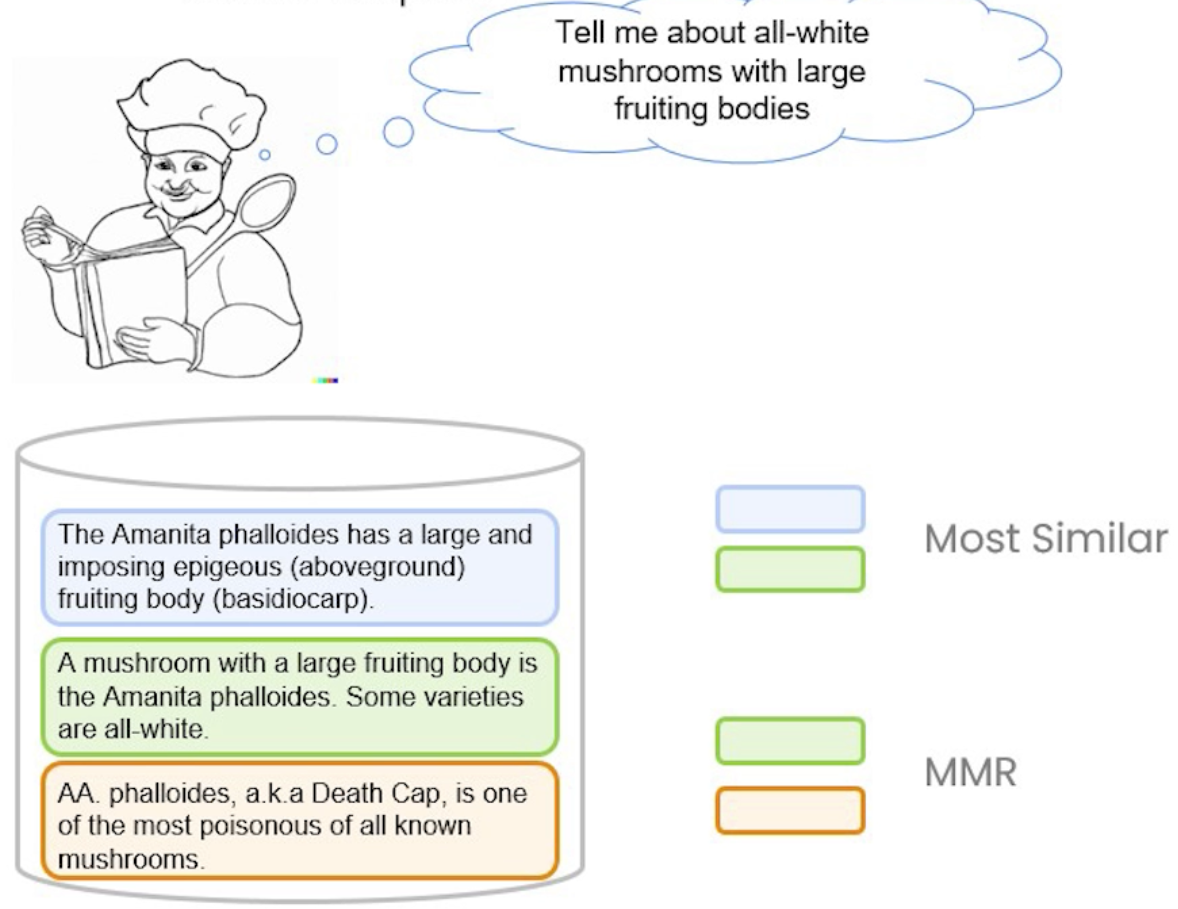 Tell me about all-white
mushrooms with large
fruiting bodies
The Amanita phalloides has a large and
imposing epigeous (aboveground)
fruiting body (basidiocarp).
A mushroom with a large fruiting body is
the Amanita phalloides. Some varieties
are all-white.
AA. phalloides, a.k.a Death Cap, is one
of the most poisonous of all known
mushrooms.
Most Similar
MMR